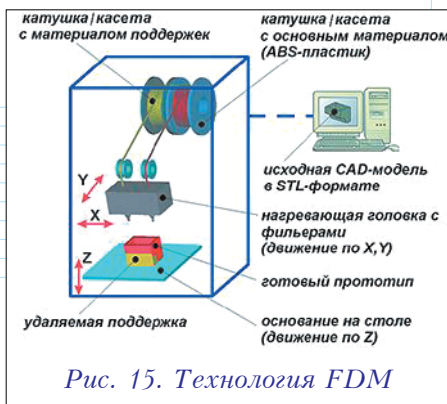 катушка/касета
с материалом поддержек
катушка/касета
с основным материалом
(ABS-пластик)
исходная CAD-модель
в STL-формате
Y
X
нагревающая головка с
фильерами
(движение по X,Y)
Z
готовый прототип
удаляемая поддержка
основание на столе
(движение по Z)
Рис. 15. Технология FDM